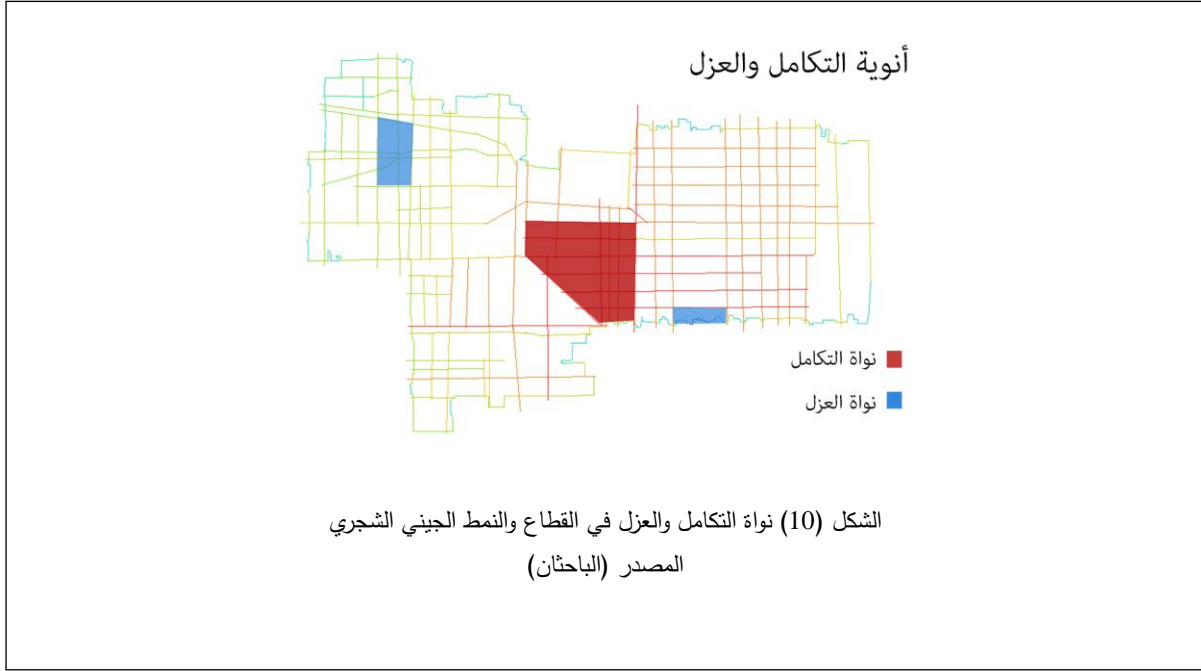 أنوية التكامل والعزل
نواة التكامل
نواة العزل
الشكل (10) نواة التكامل والعزل في القطاع والنمط الجيني الشجري
المصدر (الباحثان)